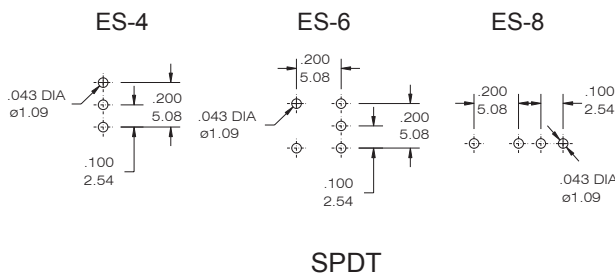 ES-4
.043 DIA
ø1.09
.200
5.08
.100
2.54
ES-6
.200
5.08
.043 DIA
ø1.09
.200
5.08
.100
2.54
ES-8
.200
5.08
.100
2.54
.043 DIA
ø1.09
SPDT